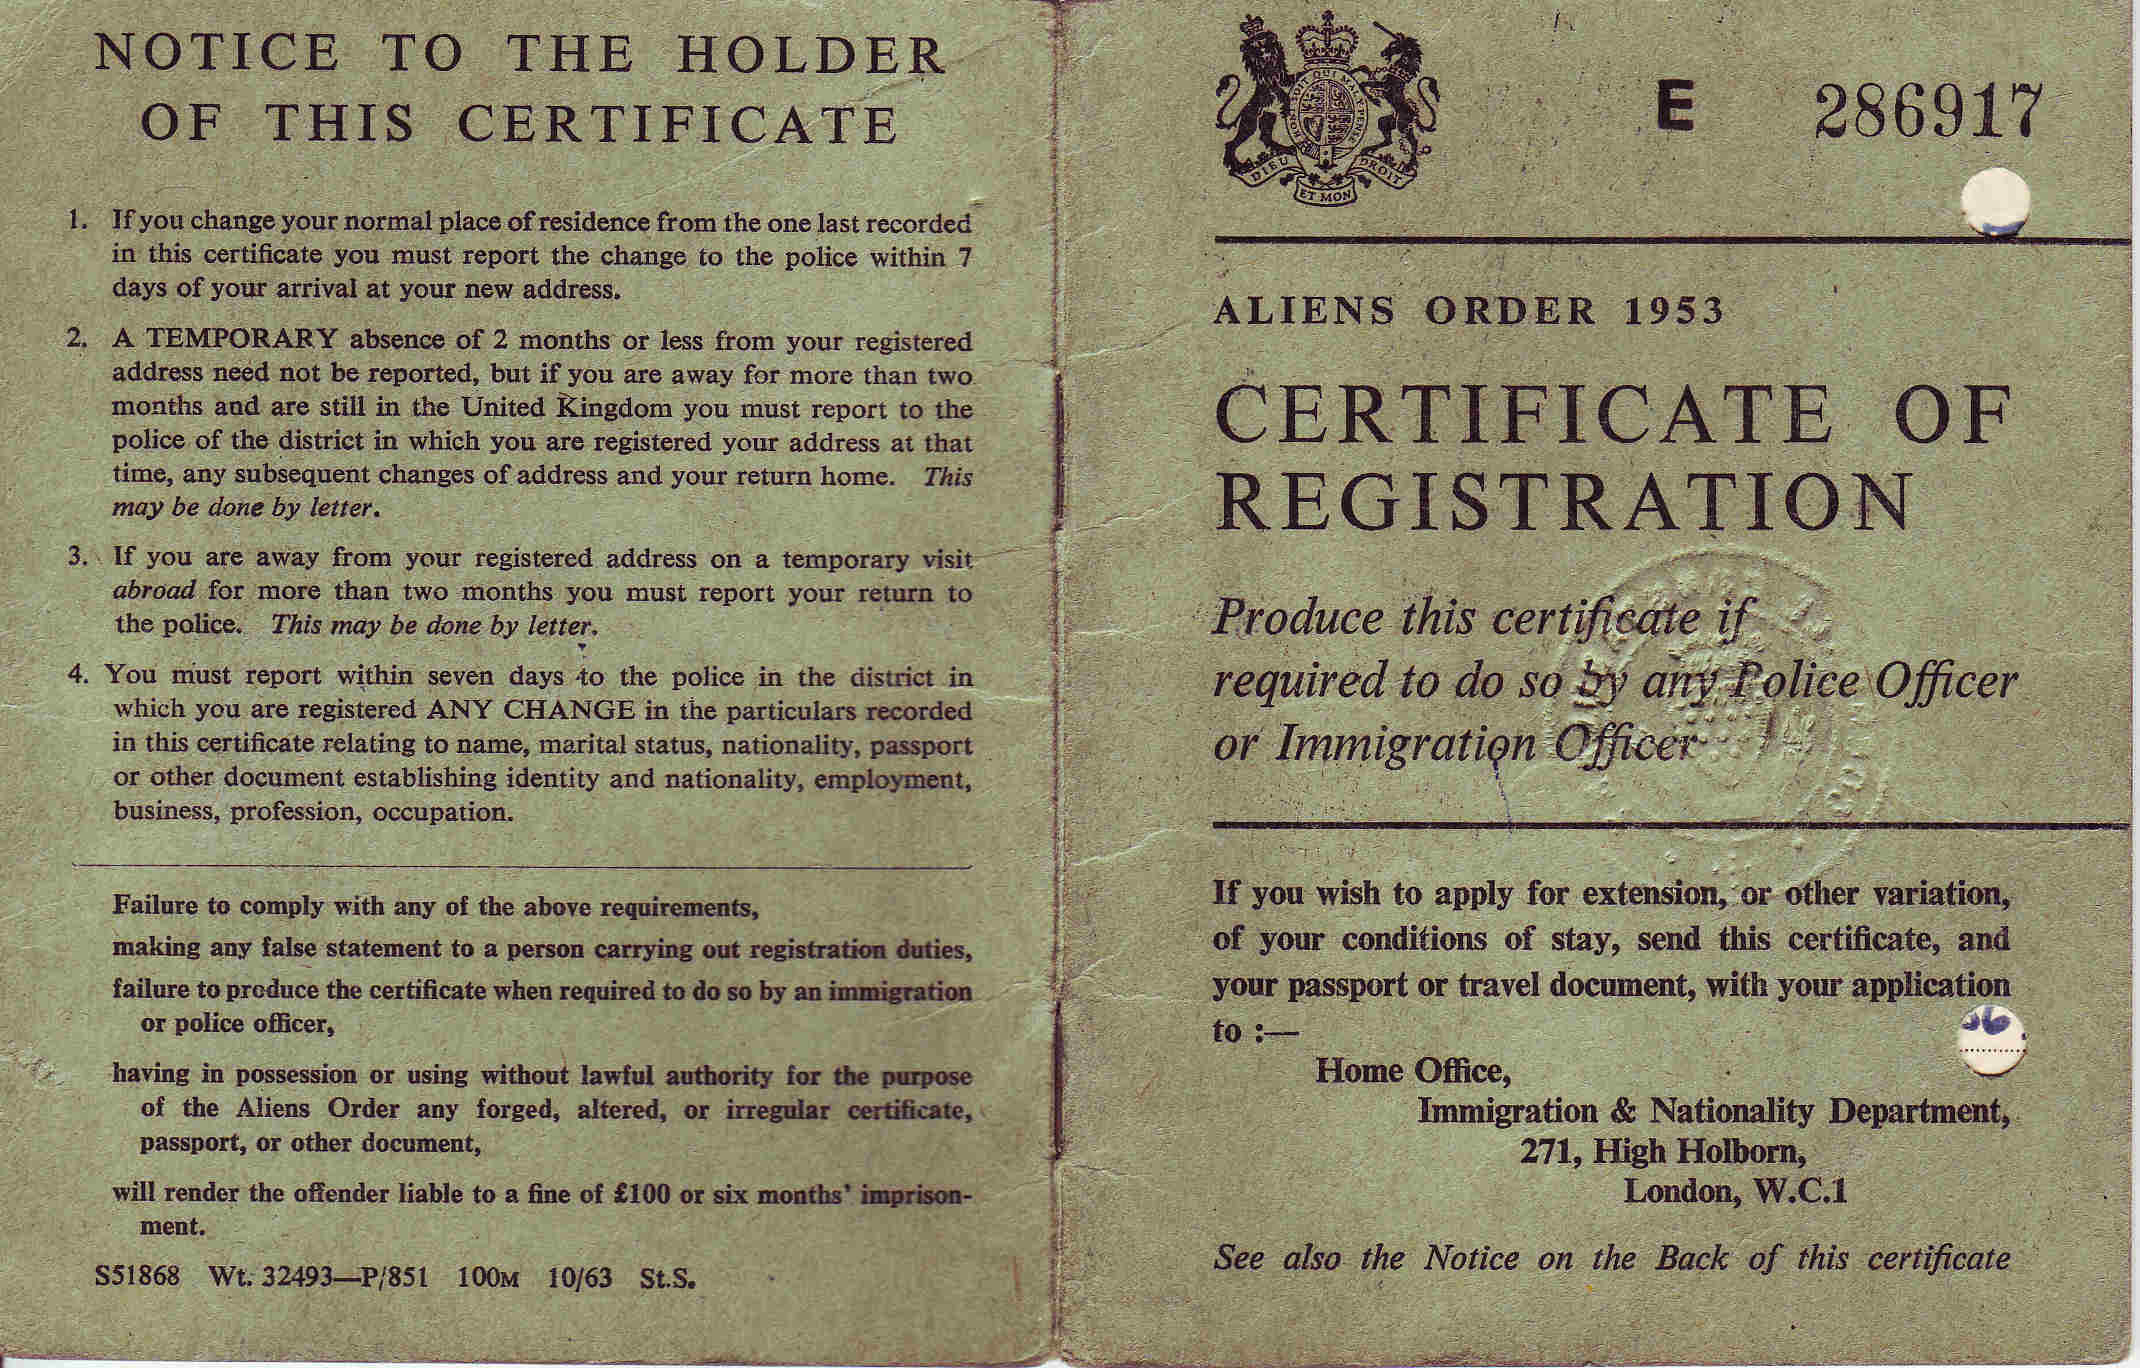 NOTICE TO THE HOLDER
OF THIS CERTIFICATE
1. If you change your normal place of residence from the one last recorded
in this certificate you must report the change to the police within 7
days of your arrival at your new address.
2. A TEMPORARY absence of 2 months or less from your registered
address need not be reported, but if you are away for more than two
months and are still in the United Kingdom you must report to the
police of the district in which you are registered your address at that
time, any subsequent changes of address and your return home. This
may be done by letter.
3. If you are away from your registered address on a temporary visit
abroad for more than two months you must report your return to
the police. This may be done by letter.
4. You must report within seven days to the police in the district in
which you are registered ANY CHANGE in the particulars recorded
in this certificate relating to name, marital status, nationality, passport
or other document establishing identity and nationality, employment,
business, profession, occupation.
Failure to comply with any of the above requirements,
making any false statement to a person carrying out registration duties,
failure to produce the certificate when required to do so by an immigration
or police officer,
having in possession or using without lawful authority for the purpose
of the Aliens Order any forged, altered, or irregular certificate,
passport, or other document,
will render the offender liable to a fine of £100 or six months' imprison-
ment.
S51868 Wt. 32493—P/851 100M 10/63 St.S.
HONI SOIT QUI MAL Y PENSE
DIEU ET MON DROIT
E 286917
ALIENS ORDER 1953
CERTIFICATE OF
REGISTRATION
Produce this certificate if
required to do so by any Police Officer
or Immigration Officer
If you wish to apply for extension, or other variation,
of your conditions of stay, send this certificate, and
your passport or travel document, with your application
to :—
Home Office,
Immigration & Nationality Department,
271, High Holborn,
London, W.C.1
See also the Notice on the Back of this certificate